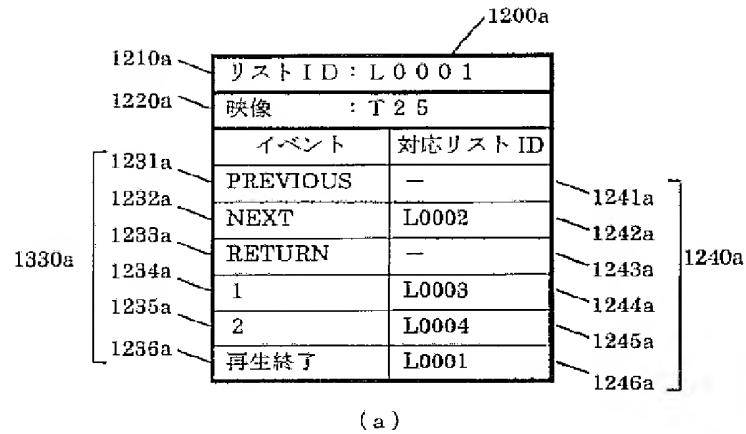 1200a
1210a リストID:L0001
1220a 映像 :T25
イベント 対応リストID
1231a PREVIOUS － 1241a
1232a NEXT L0002 1242a
1233a RETURN － 1243a
1234a 1 L0003 1244a
1235a 2 L0004 1245a
1236a 再生終了 L0001 1246a
1330a 1240a
(a)